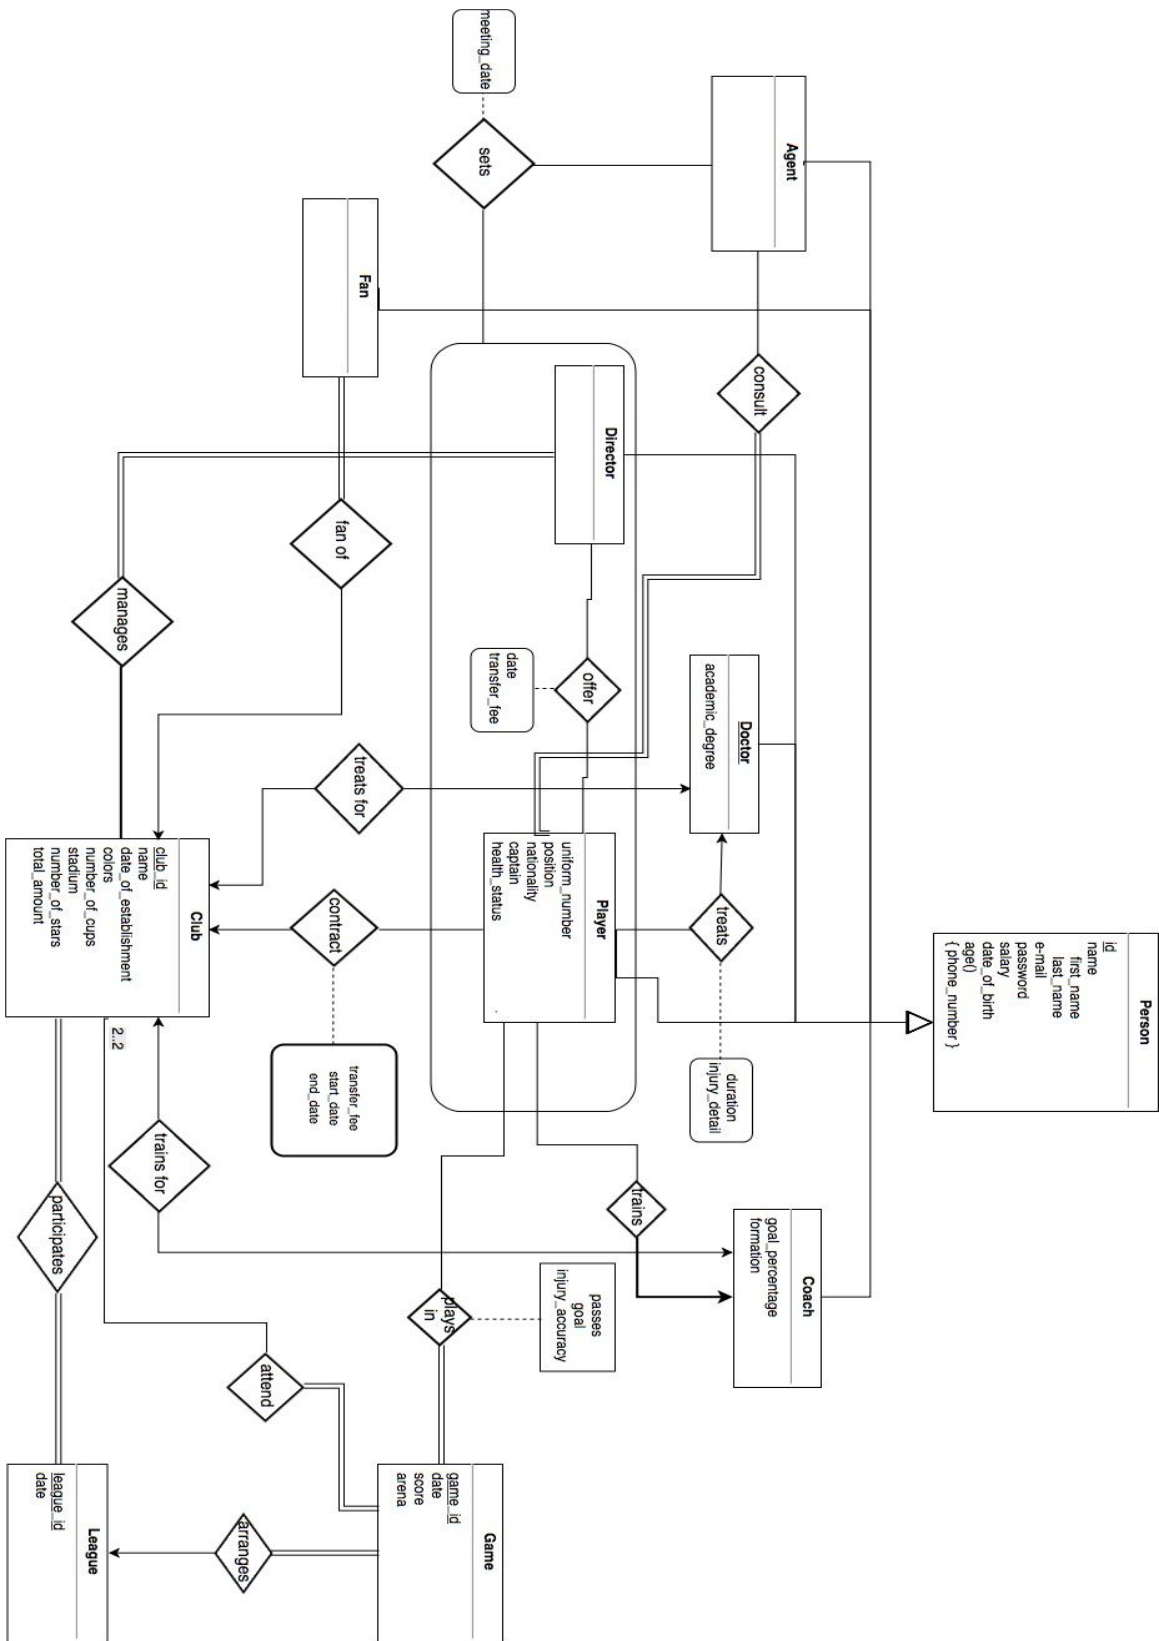 Person
id
name
first_name
last_name
e-mail
password
salary
date_of_birth
age()
{ phone_number }
Agent
consult
Doctor
academic_degree
treats
duration
injury_detail
Coach
goal_percentage
formation
meeting_date
sets
Director
offer
date
transfer_fee
Player
uniform_number
position
nationality
captain
health_status
.
trains
passes
goal
injury_accuracy
plays
in
Fan
fan of
treats for
contract
transfer_fee
start_date
end_date
Game
game_id
date
score
arena
manages
Club
club_id
name
date_of_establishment
colors
number_of_cups
stadium
number_of_stars
total_amount
2..2
trains for
attend
arranges
participates
League
league_id
date